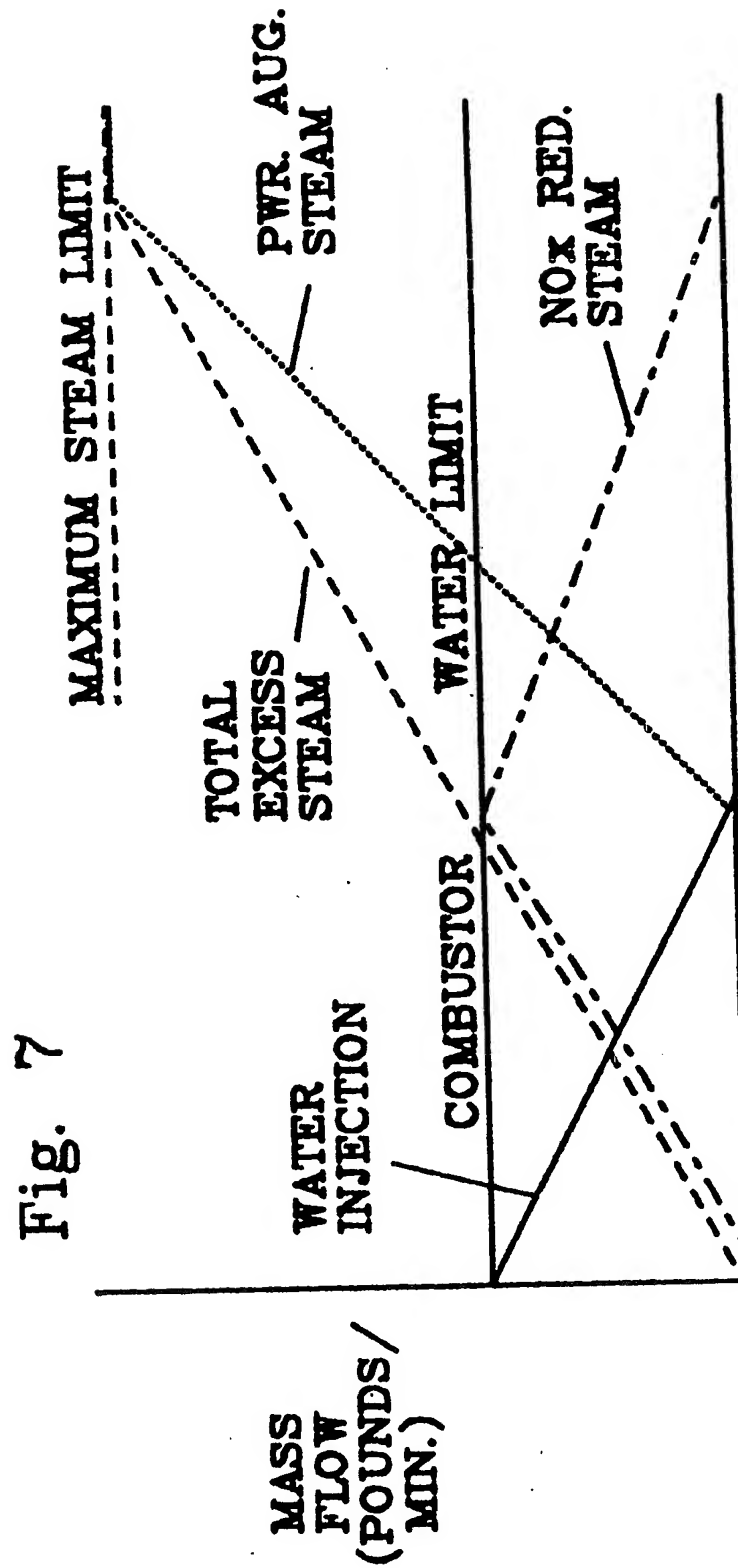 Fig. 7
MAXIMUM STEAM LIMIT
PWR. AUG.
STEAM
TOTAL
EXCESS
STEAM
WATER
INJECTION
MASS
FLOW
(POUNDS/
MIN.)
COMBUSTOR WATER LIMIT
NOx RED.
STEAM